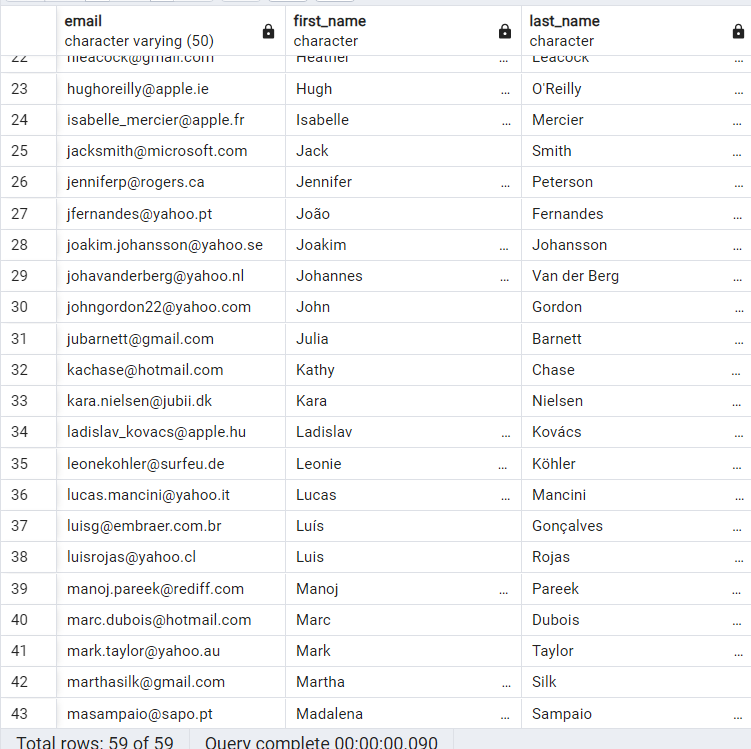 email first_name last_name
character varying (50) character character
22 hleacock@gmail.com Heather Leacock
23 hughoreilly@apple.ie Hugh … O'Reilly …
24 isabelle_mercier@apple.fr Isabelle … Mercier …
25 jacksmith@microsoft.com Jack Smith …
26 jenniferp@rogers.ca Jennifer … Peterson …
27 jfernandes@yahoo.pt João Fernandes …
28 joakim.johansson@yahoo.se Joakim … Johansson …
29 johavanderberg@yahoo.nl Johannes … Van der Berg …
30 johngordon22@yahoo.com John Gordon …
31 jubarnett@gmail.com Julia Barnett …
32 kachase@hotmail.com Kathy Chase …
33 kara.nielsen@jubii.dk Kara Nielsen …
34 ladislav_kovacs@apple.hu Ladislav … Kovács …
35 leonekohler@surfeu.de Leonie … Köhler …
36 lucas.mancini@yahoo.it Lucas … Mancini …
37 luisg@embraer.com.br Luís Gonçalves …
38 luisrojas@yahoo.cl Luis Rojas …
39 manoj.pareek@rediff.com Manoj … Pareek …
40 marc.dubois@hotmail.com Marc Dubois …
41 mark.taylor@yahoo.au Mark Taylor …
42 marthasilk@gmail.com Martha … Silk …
43 masampaio@sapo.pt Madalena … Sampaio …
Total rows: 59 of 59 Query complete 00:00:00.090